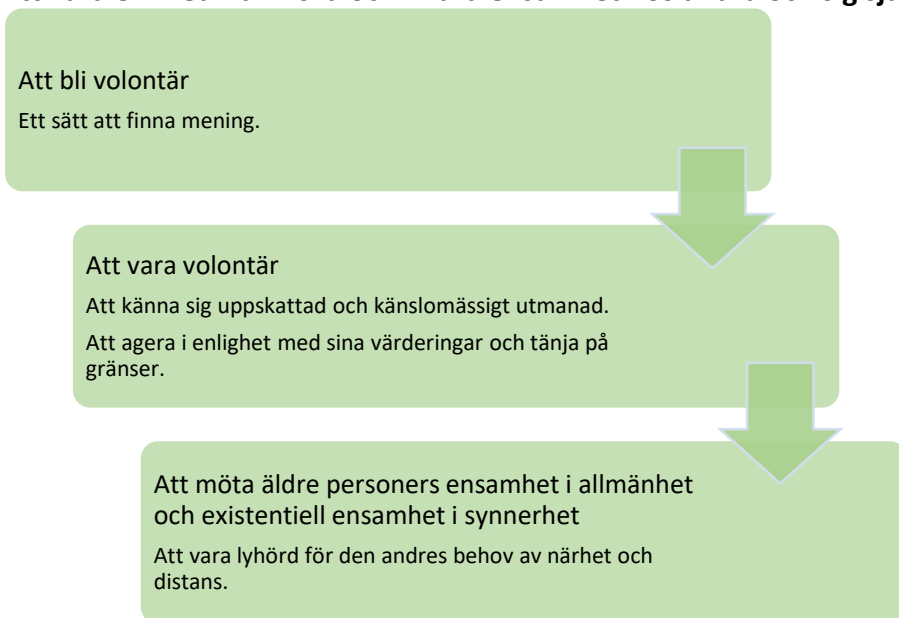 Att bli volontär
Ett sätt att finna mening.
Att vara volontär
Att känna sig uppskattad och känslomässigt utmanad.
Att agera i enlighet med sina värderingar och tänja på
gränser.
Att möta äldre personers ensamhet i allmänhet
och existentiell ensamhet i synnerhet
Att vara lyhörd för den andres behov av närhet och
distans.